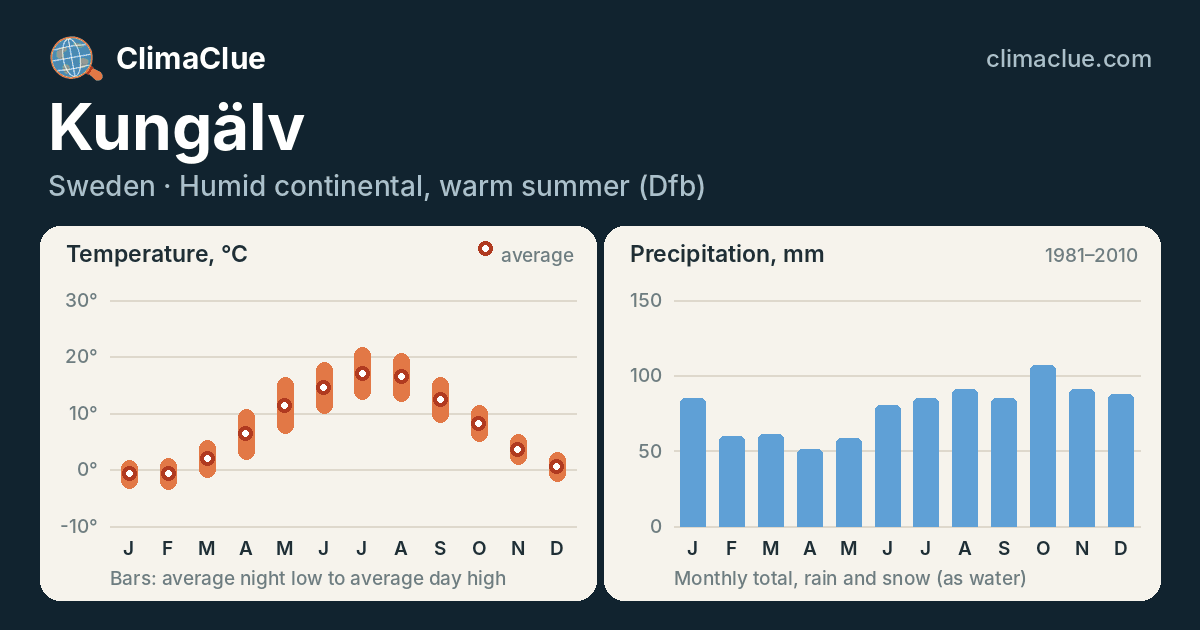 ClimaClue
climaclue.com
Kungälv
Sweden · Humid continental, warm summer (Dfb)
Temperature, °C
average
30°
20°
10°
0°
-10°
J F M A M J J A S O N D
Bars: average night low to average day high
Precipitation, mm
1981–2010
150
100
50
0
J F M A M J J A S O N D
Monthly total, rain and snow (as water)